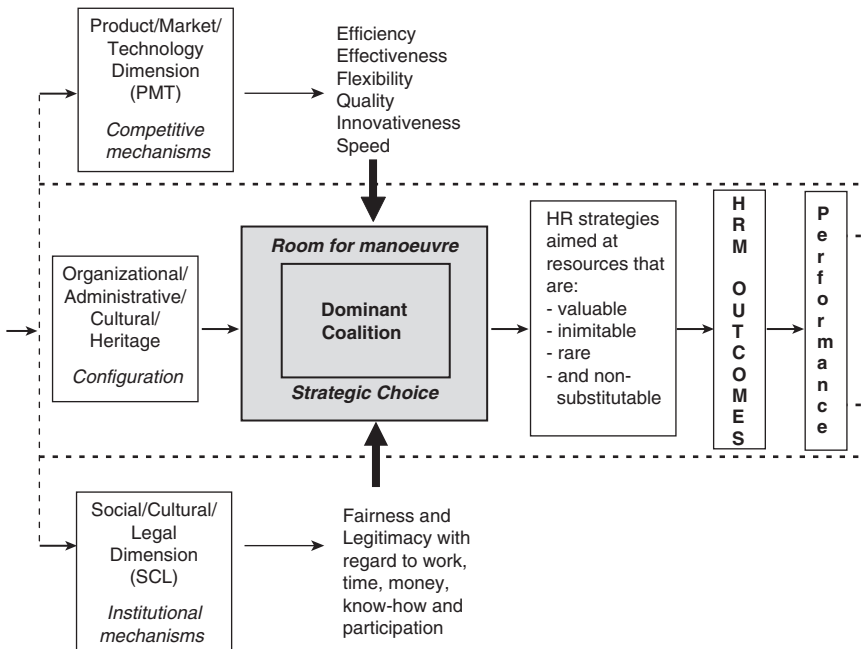 Product/Market/
Technology
Dimension
(PMT)
Competitive
mechanisms
Efficiency
Effectiveness
Flexibility
Quality
Innovativeness
Speed
Organizational/
Administrative/
Cultural/
Heritage
Configuration
Room for manoeuvre
Dominant
Coalition
Strategic Choice
HR strategies
aimed at
resources that
are:
- valuable
- inimitable
- rare
- and non-
substitutable
HRM OUTCOMES
Performance
Social/Cultural/
Legal
Dimension
(SCL)
Institutional
mechanisms
Fairness and
Legitimacy with
regard to work,
time, money,
know-how and
participation